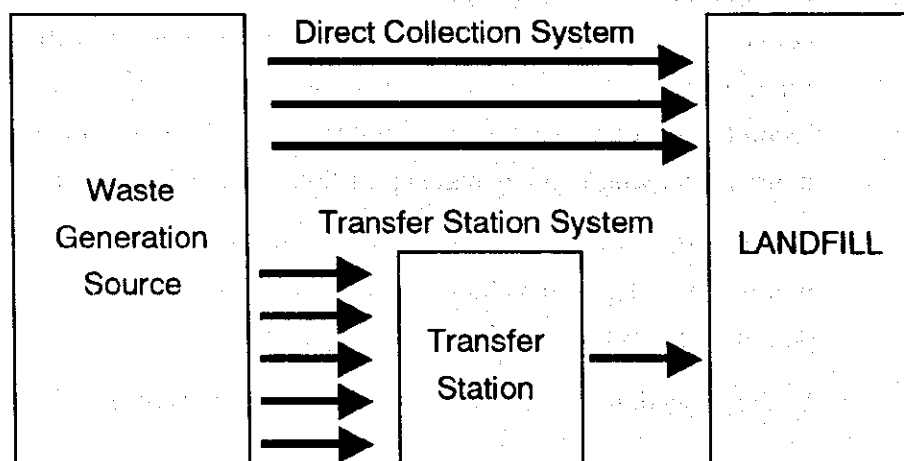 Direct Collection System
Waste
Generation
Source
Transfer Station System
LANDFILL
Transfer
Station